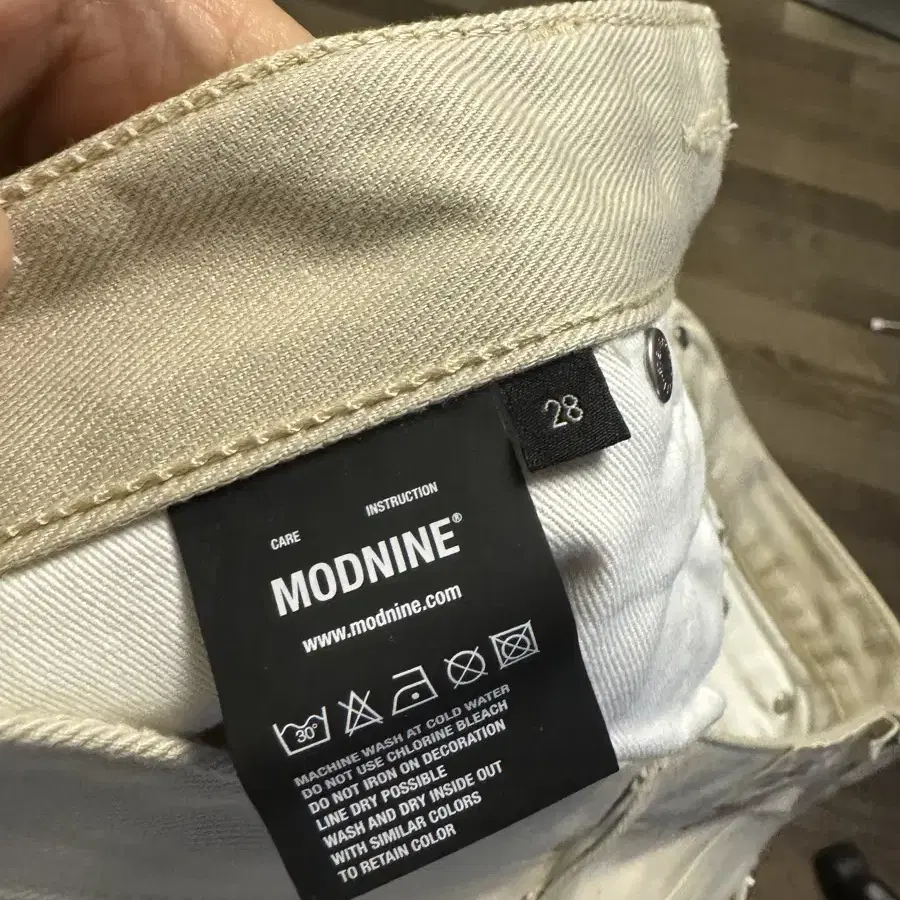 28
CARE INSTRUCTION
MODNINE®
www.modnine.com
30°
MACHINE WASH AT COLD WATER
DO NOT USE CHLORINE BLEACH
DO NOT IRON ON DECORATION
LINE DRY POSSIBLE
WASH AND DRY INSIDE OUT
WITH SIMILAR COLORS
TO RETAIN COLOR